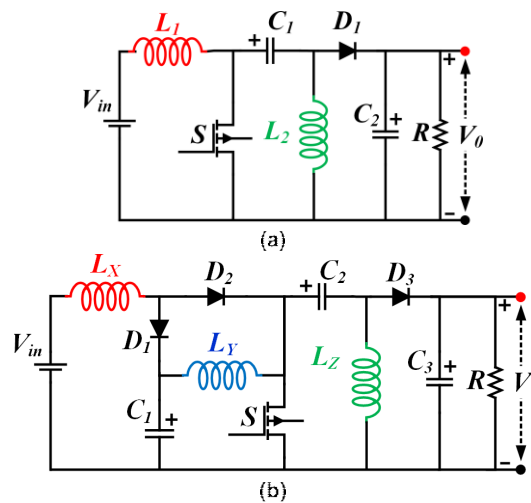 L1 C1 D1
+ +
Vin S L2 C2 + R V0
−
(a)
LX D2 C2 D3
+ +
Vin D1 LY LZ C3 + R V
C1 + S
−
(b)